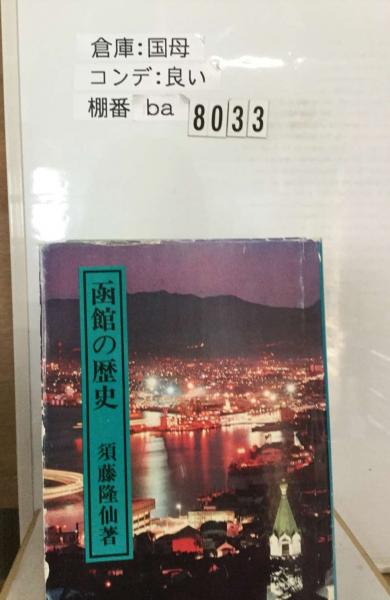 倉庫:国母
コンデ:良い
棚番 ba 8033
函館の歴史
須藤隆仙著